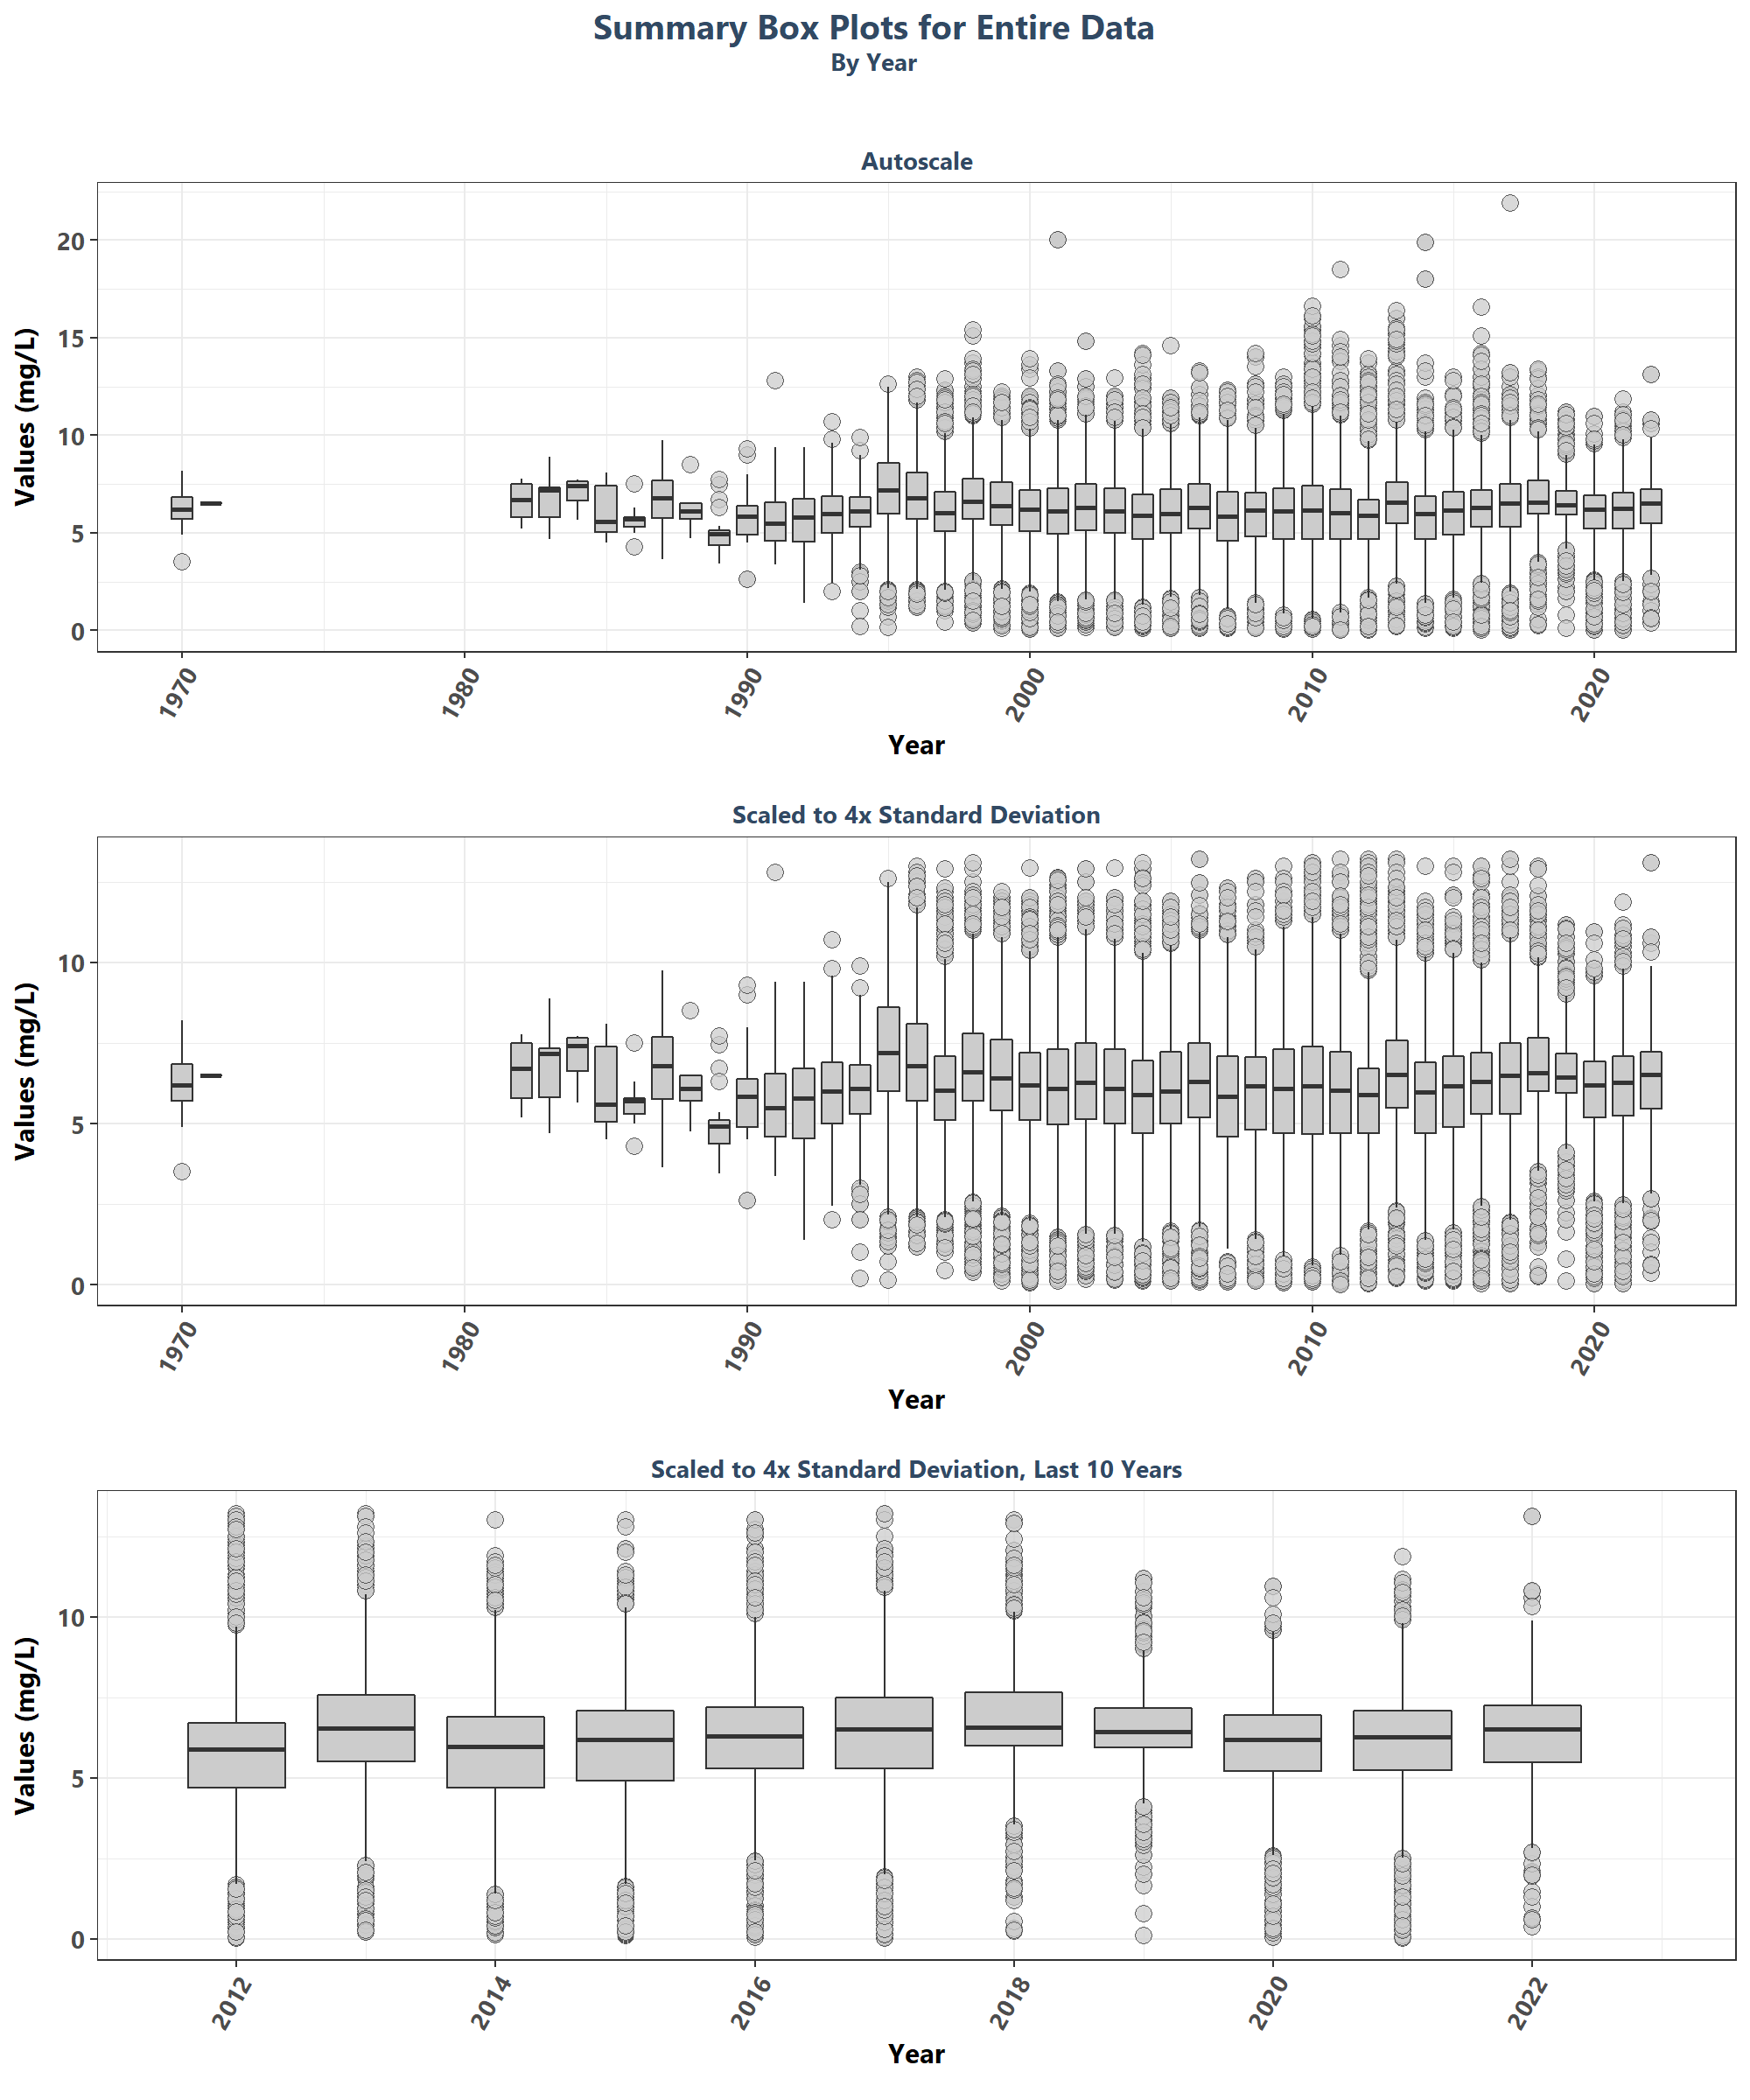 Summary Box Plots for Entire Data
By Year
Autoscale
Values (mg/L)
20
15
10
5
0
1970 1980 1990 2000 2010 2020
Year
Scaled to 4x Standard Deviation
Values (mg/L)
10
5
0
1970 1980 1990 2000 2010 2020
Year
Scaled to 4x Standard Deviation, Last 10 Years
Values (mg/L)
10
5
0
2012 2014 2016 2018 2020 2022
Year